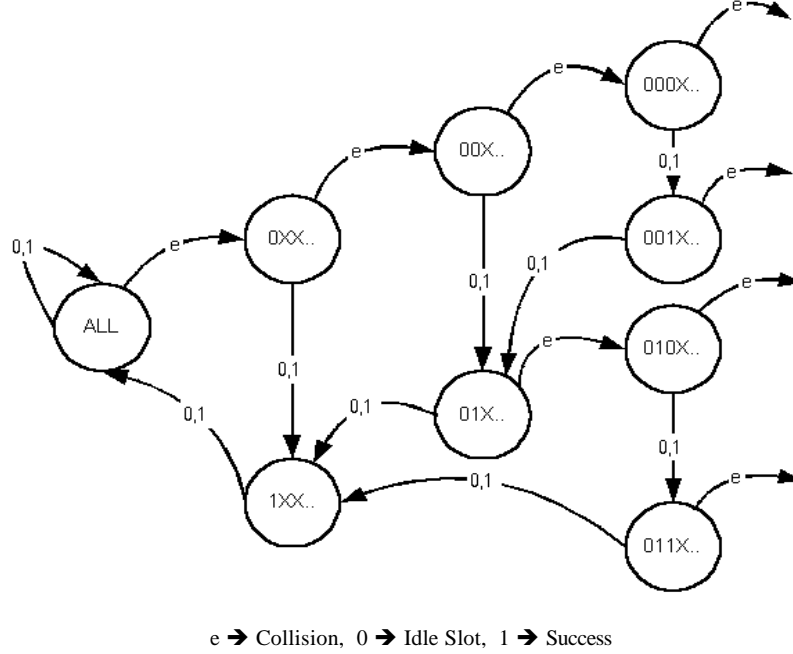 e
000X..
e
00X..
e
0,1
e
0XX..
001X..
0,1
e
0,1
0,1
e
ALL
e
010X..
0,1
0,1
01X..
0,1
0,1
e
1XX..
0,1
011X..
e ➔ Collision, 0 ➔ Idle Slot, 1 ➔ Success